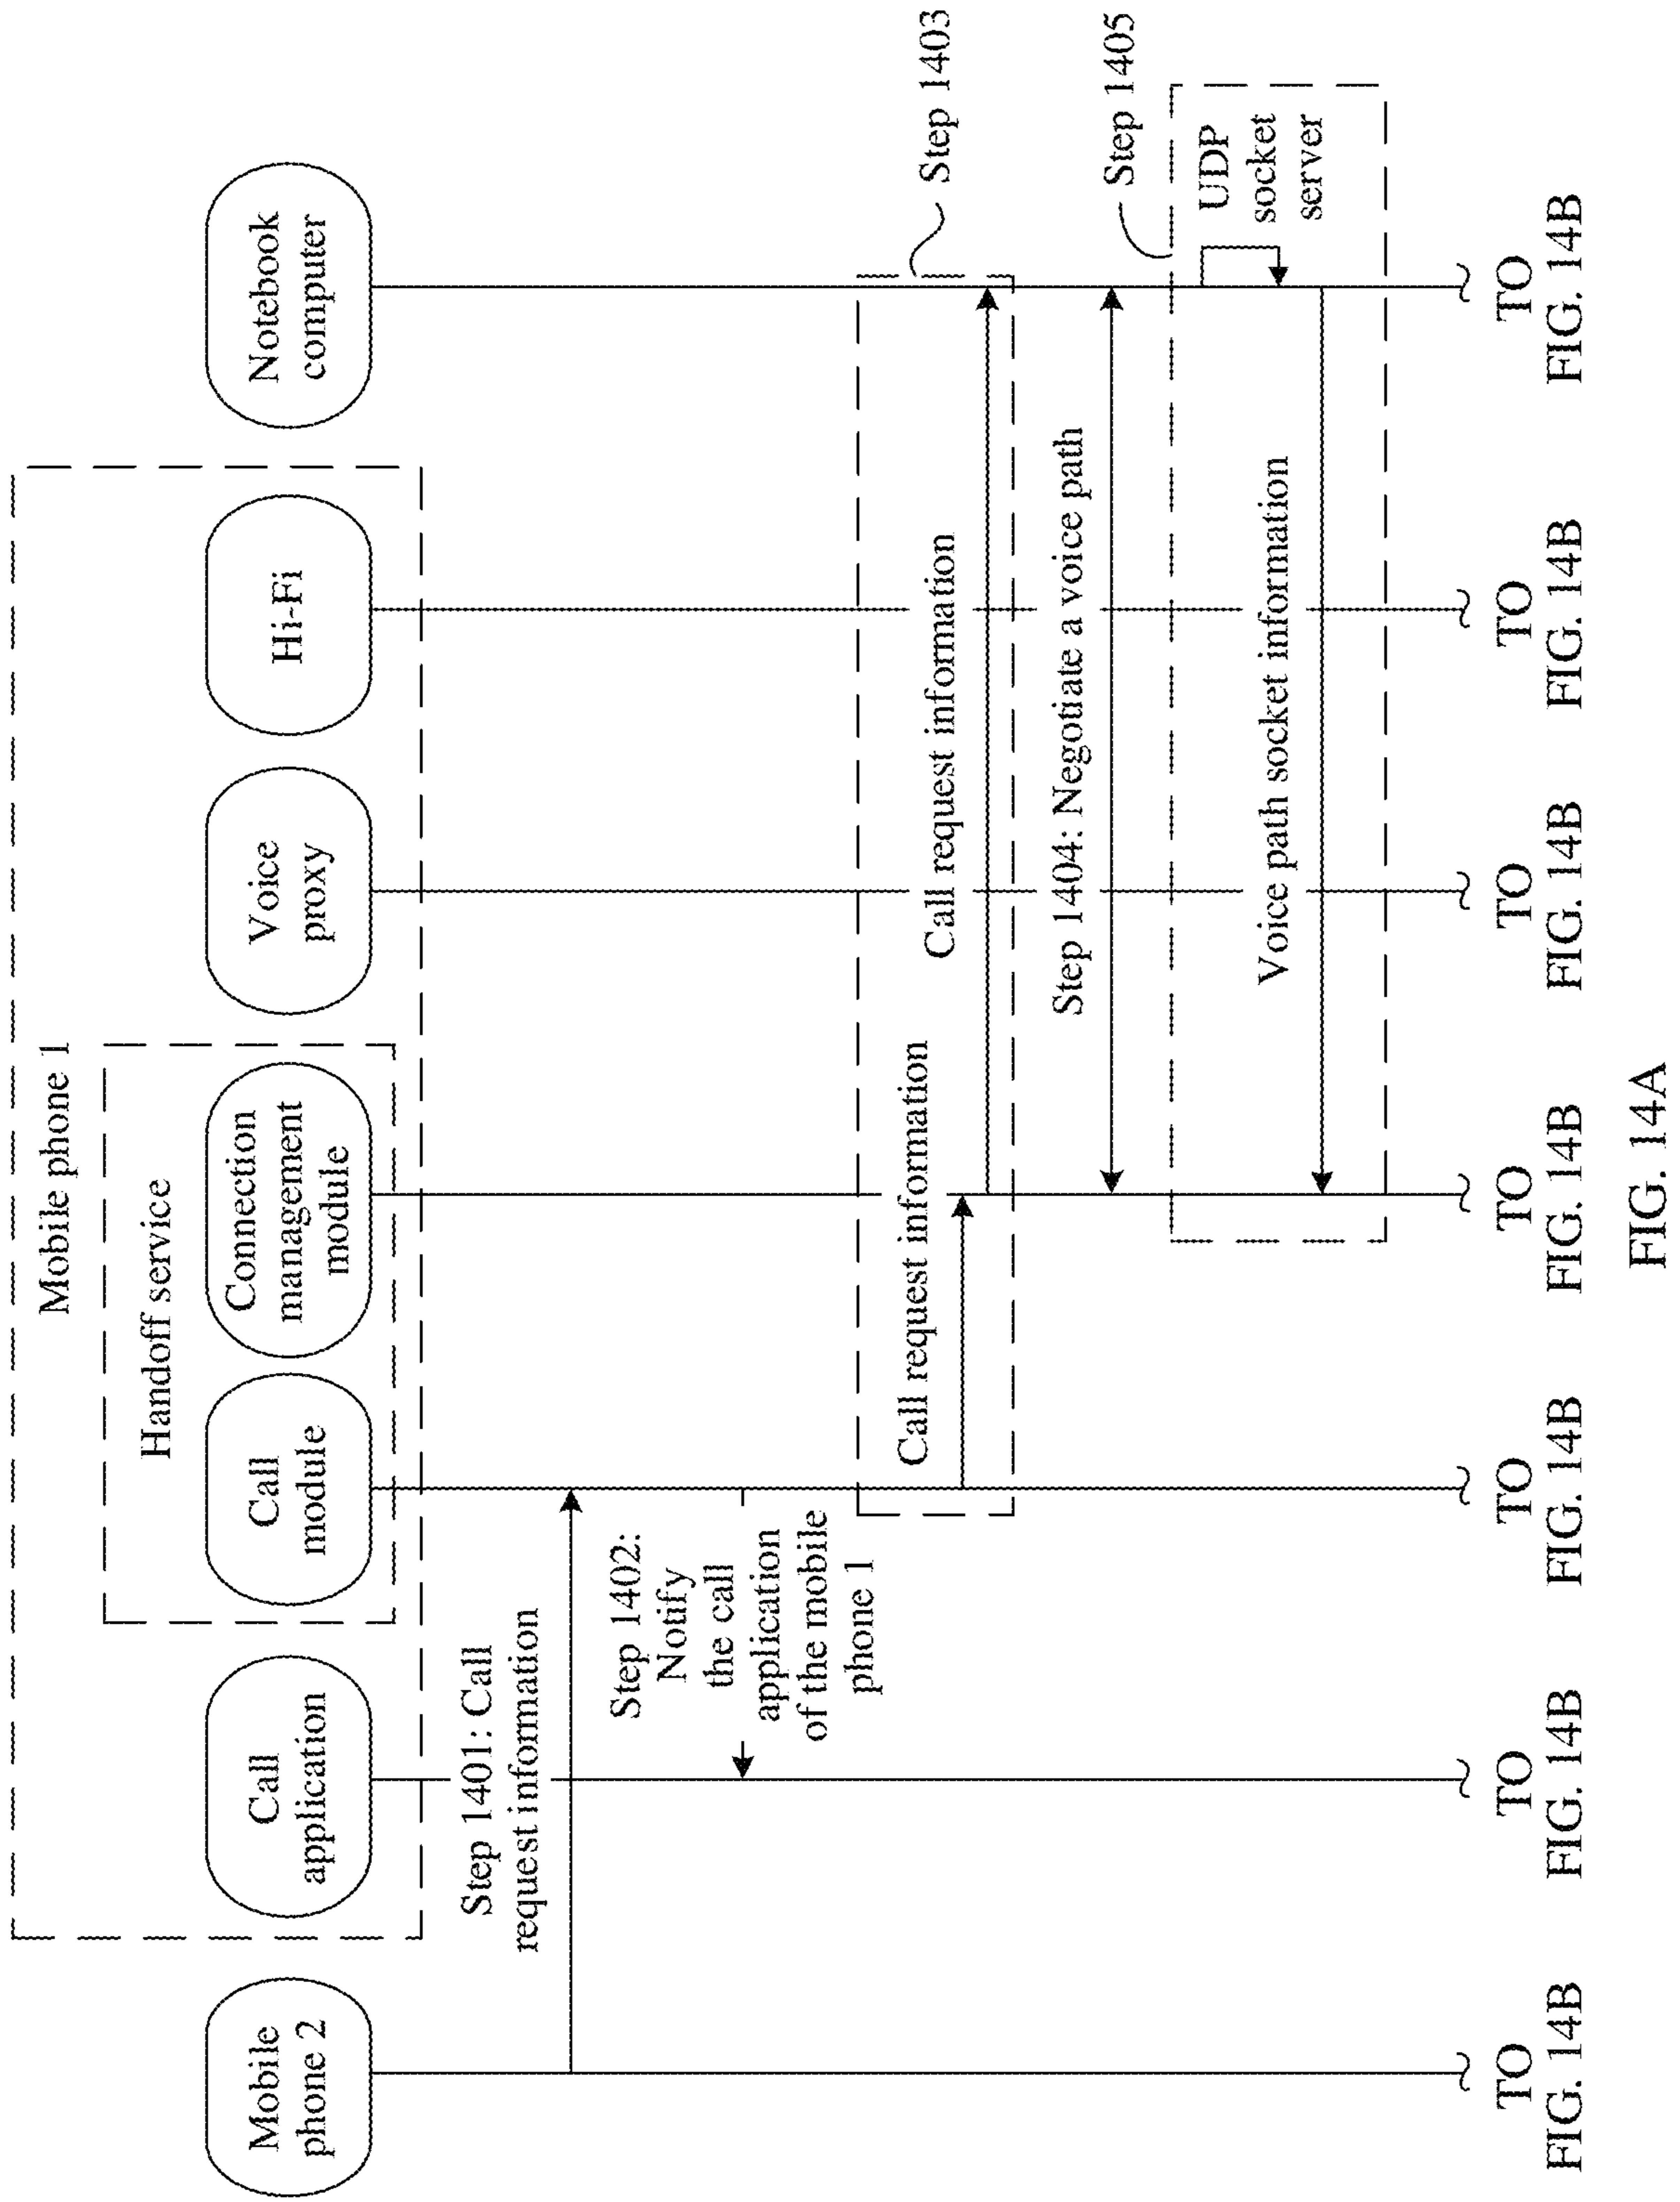 Mobile phone 1
Handoff service
Mobile
phone 2
Call
application
Call
module
Connection
management
module
Voice
proxy
Hi-Fi
Notebook
computer
Step 1401: Call
request information
Step 1402:
Notify
the call
application
of the mobile
phone 1
Step 1403
Call request information
Call request information
Step 1404: Negotiate a voice path
Step 1405
UDP
socket
server
Voice path socket information
TO
FIG. 14B
TO
FIG. 14B
TO
FIG. 14B
TO
FIG. 14B
TO
FIG. 14B
TO
FIG. 14B
TO
FIG. 14B
FIG. 14A